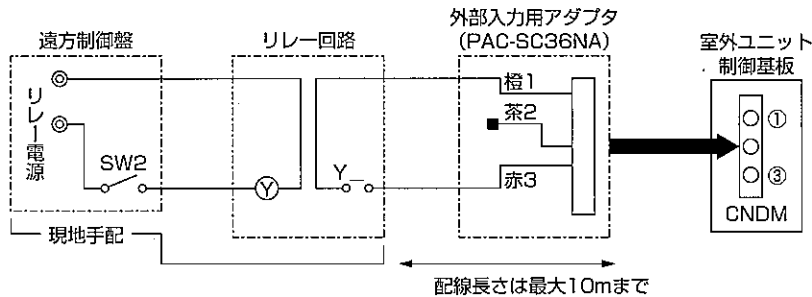 遠方制御盤
リレー回路
外部入力用アダプタ
(PAC-SC36NA)
室外ユニット
制御基板
リレー電源
SW2
Y
Y
橙1
茶2
赤3
①
③
CNDM
現地手配
配線長さは最大10mまで